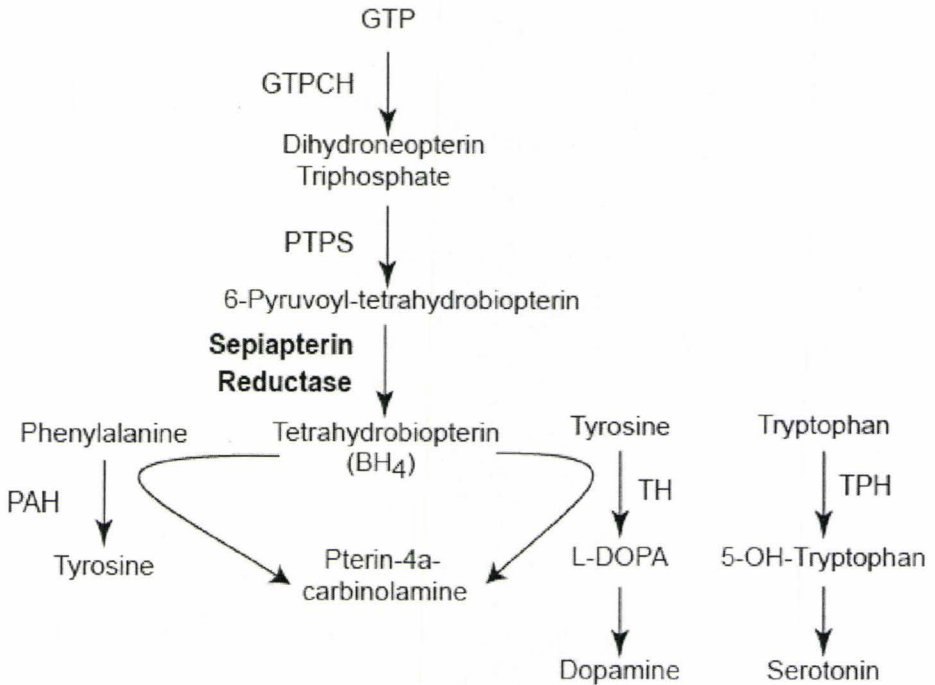 GTP
GTPCH
Dihydroneopterin
Triphosphate
PTPS
6-Pyruvoyl-tetrahydrobiopterin
Sepiapterin
Reductase
Phenylalanine
Tetrahydrobiopterin
(BH4)
Tyrosine
Tryptophan
PAH
TH
TPH
Tyrosine
Pterin-4a-
carbinolamine
L-DOPA
5-OH-Tryptophan
Dopamine
Serotonin